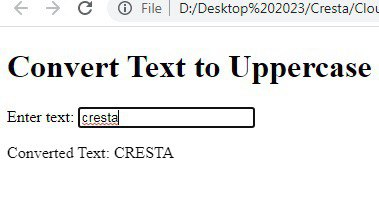 File D:/Desktop%202023/Cresta/Clou
Convert Text to Uppercase
Enter text: cresta
Converted Text: CRESTA